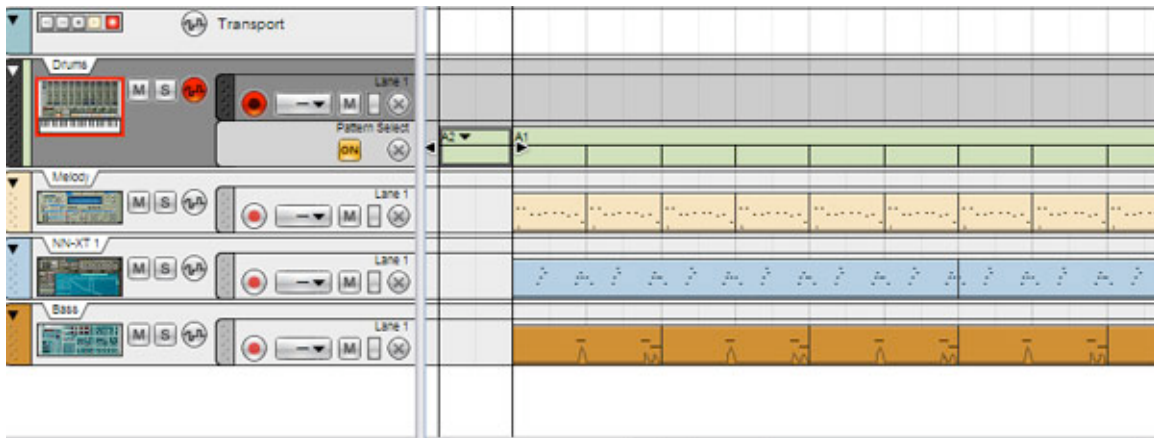 Transport
Drums
M S
Lane 1
M
Pattern Select
ON
A2
A1
Melody
M S
Lane 1
M
NN-XT 1
M S
Lane 1
M
Bass
M S
Lane 1
M